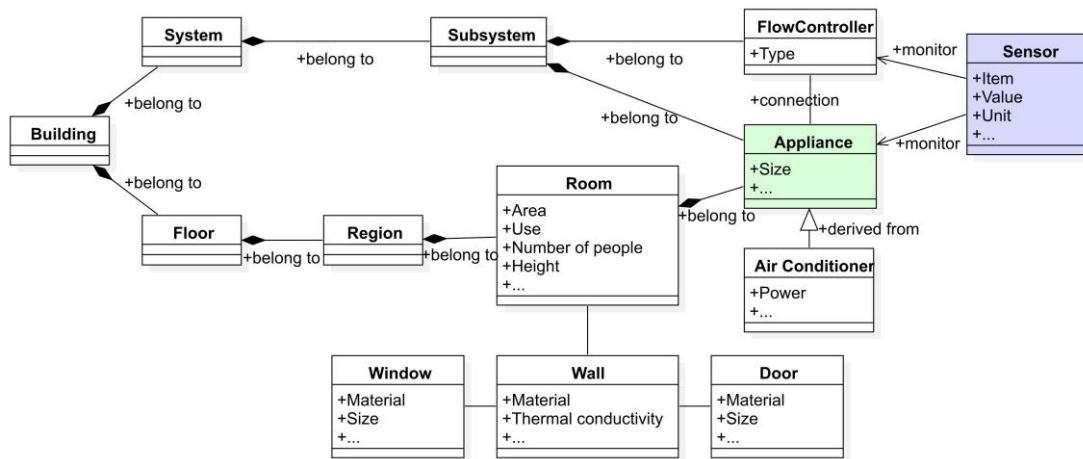 System
+belong to
Subsystem
+belong to
FlowController
+Type
+monitor
Sensor
+Item
+Value
+Unit
+...
+belong to
+belong to
+connection
Building
+belong to
Appliance
+Size
+...
+monitor
Floor
+belong to
Region
+belong to
Room
+Area
+Use
+Number of people
+Height
+...
+belong to
+derived from
Air Conditioner
+Power
+...
Window
+Material
+Size
+...
Wall
+Material
+Thermal conductivity
+...
Door
+Material
+Size
+...